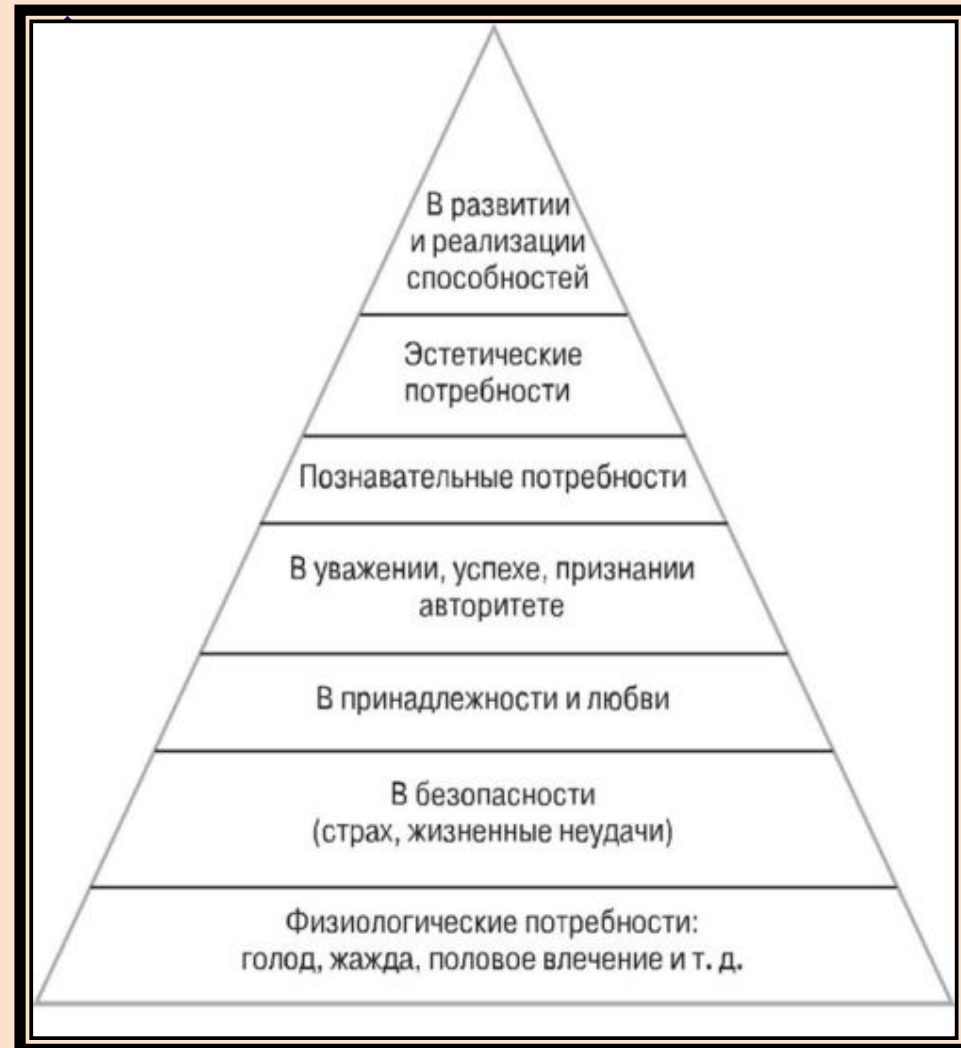 В развитии
и реализации
способностей
Эстетические
потребности
Познавательные потребности
В уважении, успехе, признании
авторитете
В принадлежности и любви
В безопасности
(страх, жизненные неудачи)
Физиологические потребности:
голод, жажда, половое влечение и т. д.